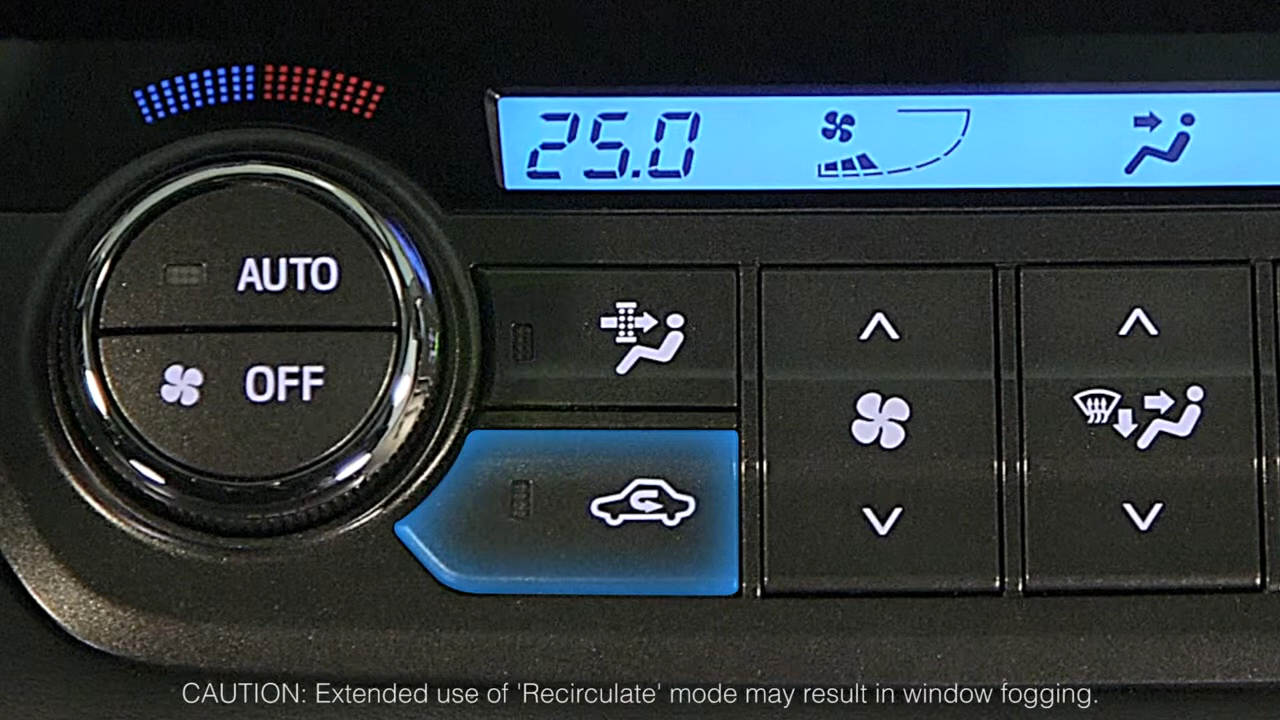 25.0
AUTO
OFF
CAUTION: Extended use of 'Recirculate' mode may result in window fogging.